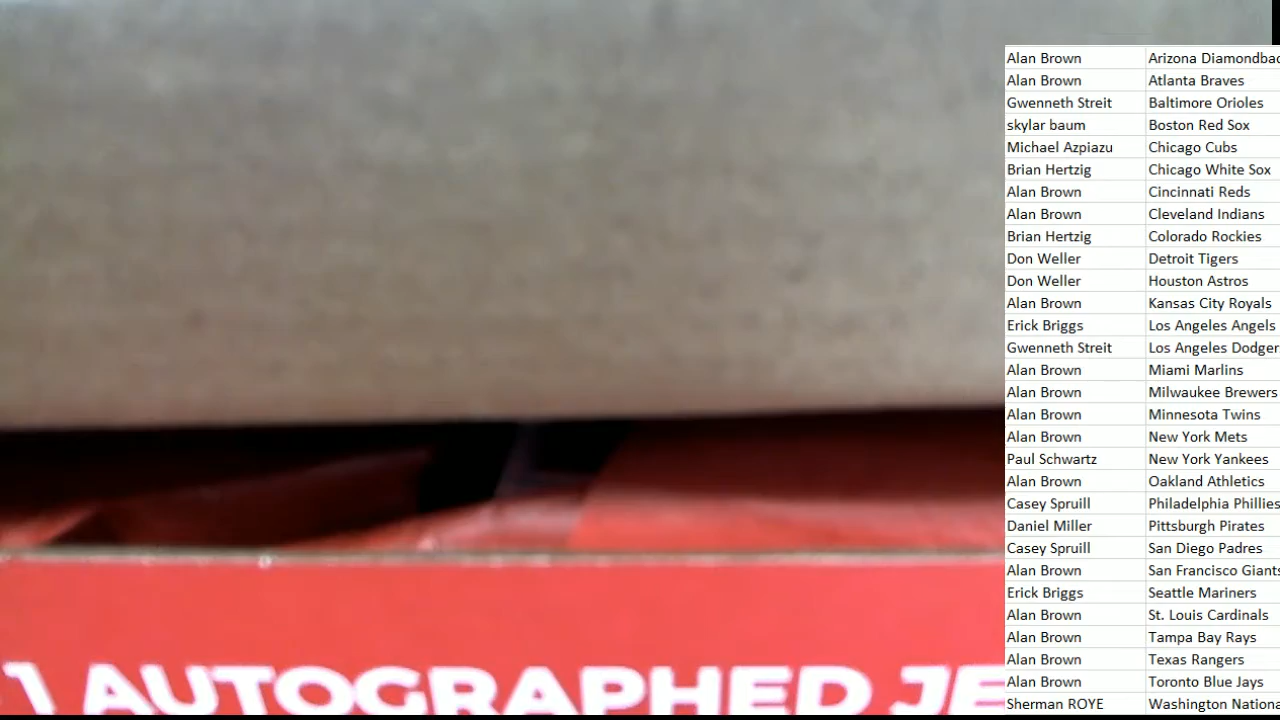 Alan Brown Arizona Diamondbac
Alan Brown Atlanta Braves
Gwenneth Streit Baltimore Orioles
skylar baum Boston Red Sox
Michael Azpiazu Chicago Cubs
Brian Hertzig Chicago White Sox
Alan Brown Cincinnati Reds
Alan Brown Cleveland Indians
Brian Hertzig Colorado Rockies
Don Weller Detroit Tigers
Don Weller Houston Astros
Alan Brown Kansas City Royals
Erick Briggs Los Angeles Angels
Gwenneth Streit Los Angeles Dodger
Alan Brown Miami Marlins
Alan Brown Milwaukee Brewers
Alan Brown Minnesota Twins
Alan Brown New York Mets
Paul Schwartz New York Yankees
Alan Brown Oakland Athletics
Casey Spruill Philadelphia Phillies
Daniel Miller Pittsburgh Pirates
Casey Spruill San Diego Padres
Alan Brown San Francisco Giants
Erick Briggs Seattle Mariners
Alan Brown St. Louis Cardinals
Alan Brown Tampa Bay Rays
Alan Brown Texas Rangers
Alan Brown Toronto Blue Jays
Sherman ROYE Washington Nationa
AUTOGRAPHED JE